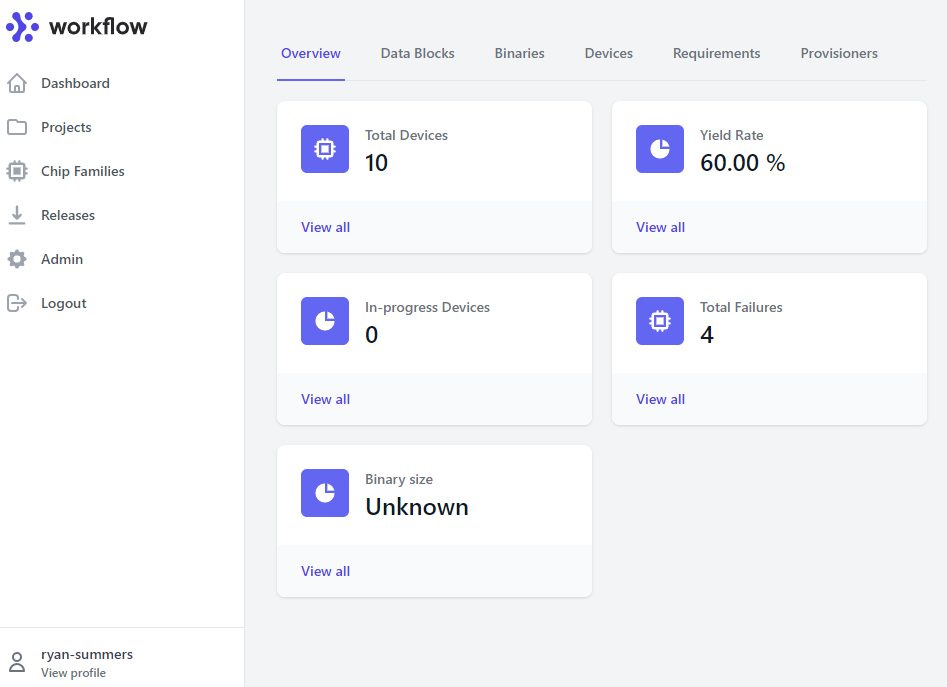 workflow
Dashboard
Projects
Chip Families
Releases
Admin
Logout
ryan-summers
View profile
Overview Data Blocks Binaries Devices Requirements Provisioners
Total Devices
10
View all
Yield Rate
60.00 %
View all
In-progress Devices
0
View all
Total Failures
4
View all
Binary size
Unknown
View all